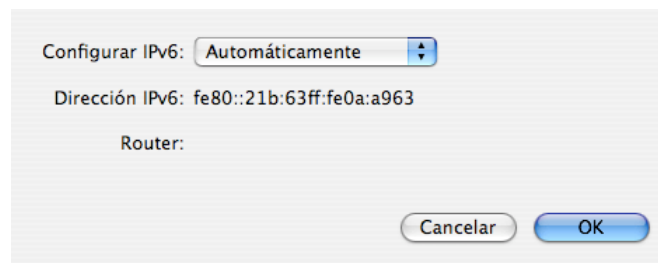 Configurar IPv6: Automáticamente
Dirección IPv6: fe80::21b:63ff:fe0a:a963
Router:
Cancelar OK